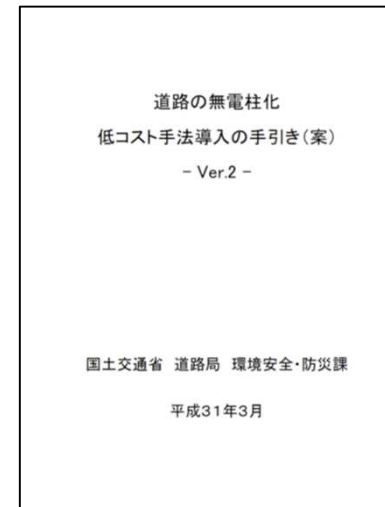 道路の無電柱化
低コスト手法導入の手引き(案)
- Ver.2 -
国土交通省 道路局 環境安全・防災課
平成31年3月